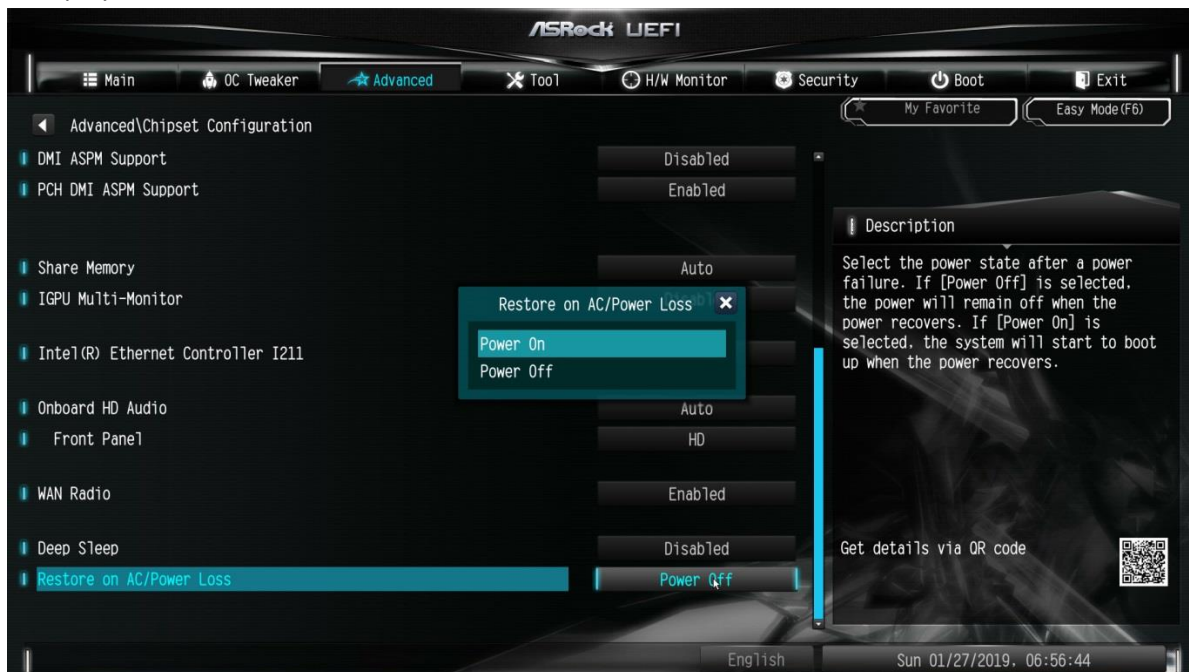 ASRock UEFI
Main OC Tweaker Advanced Tool H/W Monitor Security Boot Exit
My Favorite Easy Mode(F6)
Advanced\Chipset Configuration
DMI ASPM Support Disabled
PCH DMI ASPM Support Enabled
Share Memory Auto
IGPU Multi-Monitor
Intel(R) Ethernet Controller I211
Onboard HD Audio Auto
Front Panel HD
WAN Radio Enabled
Deep Sleep Disabled
Restore on AC/Power Loss Power Off
Restore on AC/Power Loss
Power On
Power Off
Description
Select the power state after a power
failure. If [Power Off] is selected,
the power will remain off when the
power recovers. If [Power On] is
selected, the system will start to boot
up when the power recovers.
Get details via QR code
English Sun 01/27/2019, 06:56:44